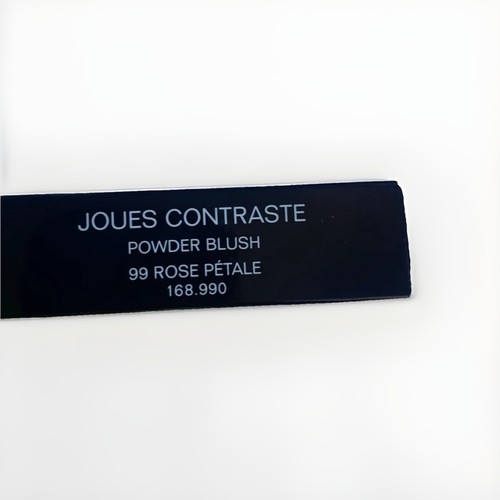 JOUES CONTRASTE
POWDER BLUSH
99 ROSE PÉTALE
168.990